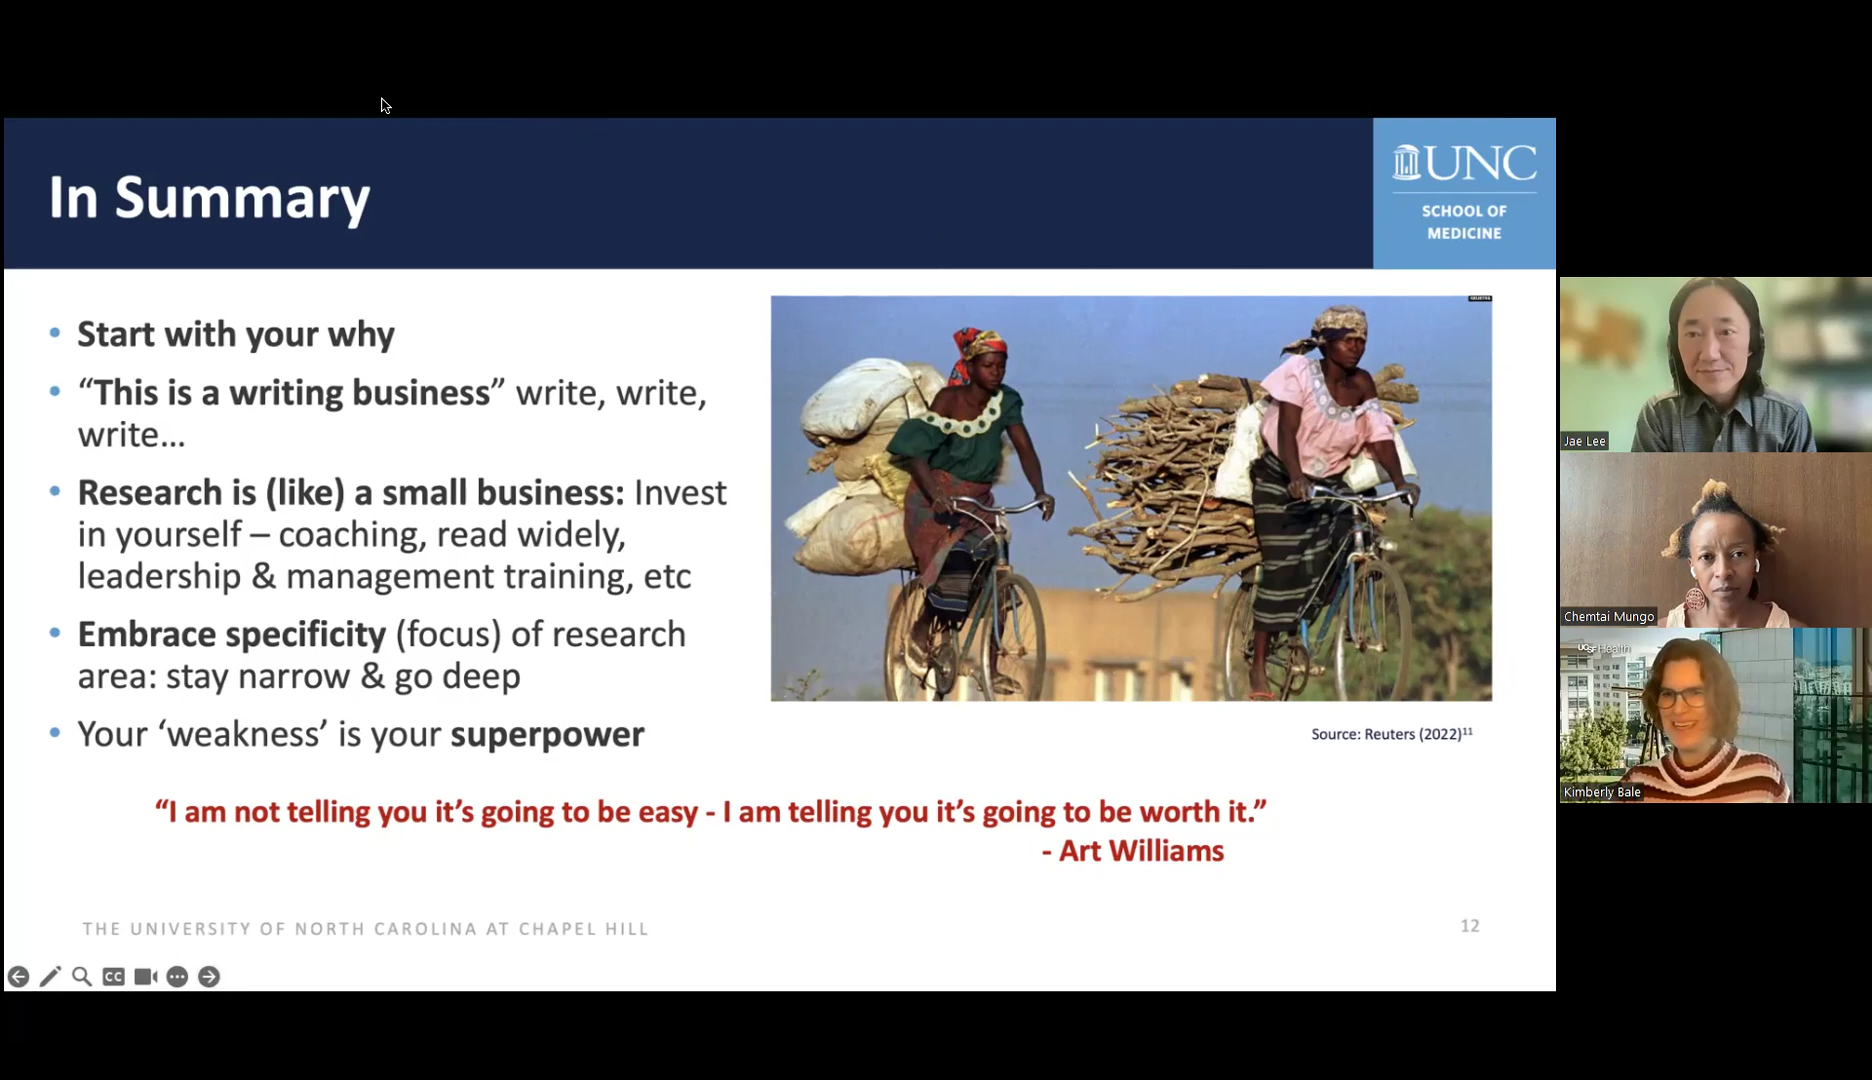 In Summary
UNC
SCHOOL OF
MEDICINE
• Start with your why
• “This is a writing business” write, write,
write...
• Research is (like) a small business: Invest
in yourself – coaching, read widely,
leadership & management training, etc
• Embrace specificity (focus) of research
area: stay narrow & go deep
• Your ‘weakness’ is your superpower
Source: Reuters (2022)¹¹
“I am not telling you it’s going to be easy - I am telling you it’s going to be worth it.”
- Art Williams
THE UNIVERSITY OF NORTH CAROLINA AT CHAPEL HILL
12
CC
Jae Lee
Chemtai Mungo
UCSF Health
Kimberly Bale